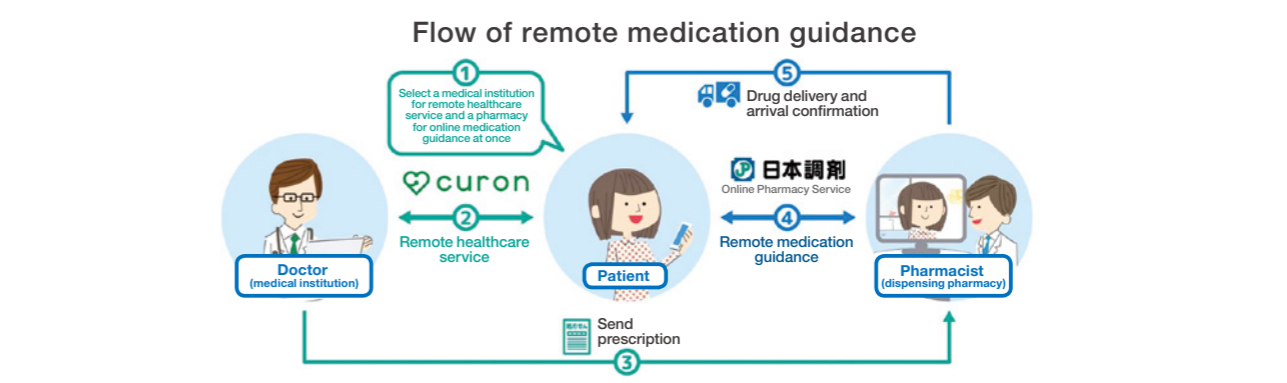 Flow of remote medication guidance
1
Select a medical institution
for remote healthcare
service and a pharmacy
for online medication
guidance at once
5
Drug delivery and
arrival confirmation
curon
2
Remote healthcare
service
JP 日本調剤
Online Pharmacy Service
4
Remote medication
guidance
Doctor
(medical institution)
Patient
Pharmacist
(dispensing pharmacy)
Send
prescription
3